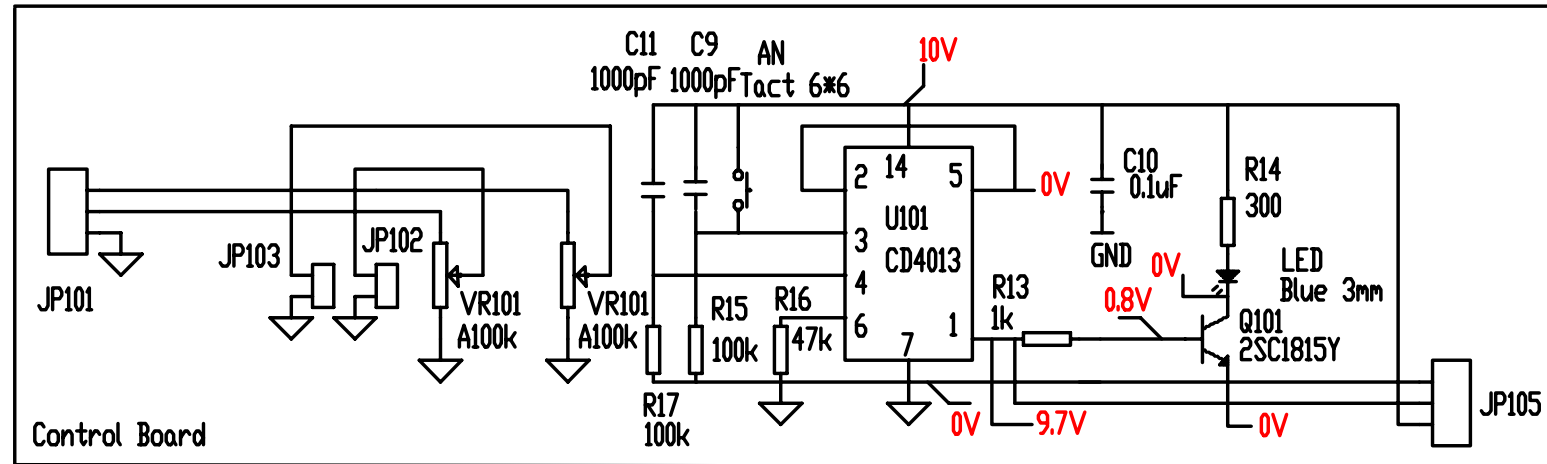 C11
1000pF
C9
1000pF
AN
Tact 6*6
10V
2
14
5
0V
U101
CD4013
3
4
6
7
1
C10
0.1uF
GND
R14
300
0V
LED
Blue 3mm
JP101
JP103
JP102
VR101
A100k
VR101
A100k
R15
100k
R16
47k
R13
1k
0.8V
Q101
2SC1815Y
R17
100k
0V
9.7V
0V
JP105
Control Board